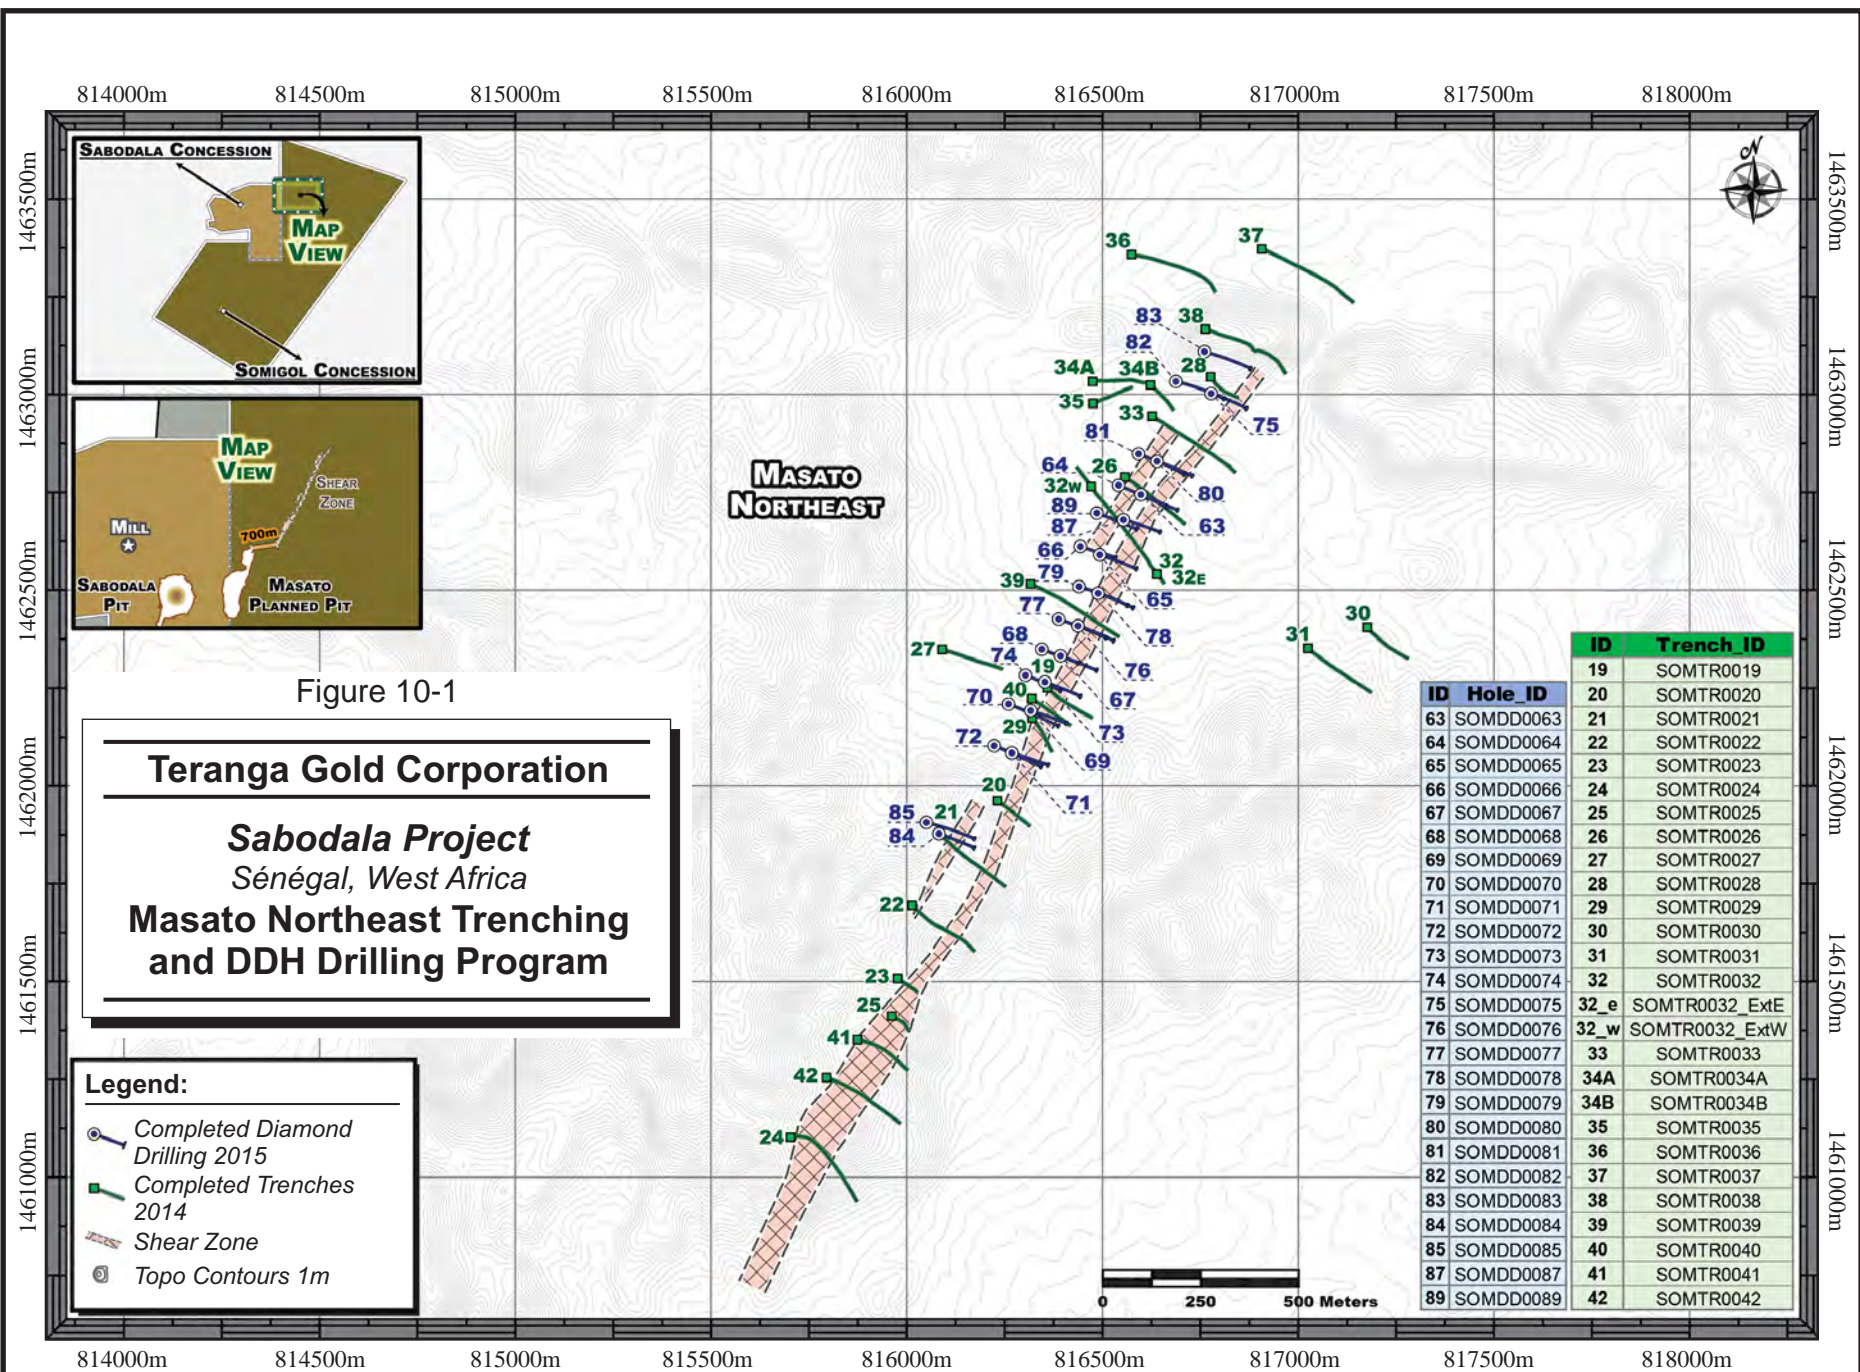 814000m 814500m 815000m 815500m 816000m 816500m 817000m 817500m 818000m
1463500m
1463000m
1462500m
1462000m
1461500m
1461000m
SABODALA CONCESSION
MAP
VIEW
SOMIGOL CONCESSION
MAP
VIEW
SHEAR
ZONE
MILL
700m
SABODALA
PIT
MASATO
PLANNED PIT
Figure 10-1
Teranga Gold Corporation
Sabodala Project
Sénégal, West Africa
Masato Northeast Trenching
and DDH Drilling Program
Legend:
Completed Diamond
Drilling 2015
Completed Trenches
2014
Shear Zone
Topo Contours 1m
MASATO
NORTHEAST
N
36
37
83
38
82
28
34A
34B
35
33
75
81
64
26
32W
80
89
63
87
66
32
32E
79
39
65
77
78
68
27
74
19
76
40
70
67
29
73
72
69
20
71
85
21
84
22
23
25
41
42
24
30
31
0 250 500 Meters
ID Hole_ID
63 SOMDD0063
64 SOMDD0064
65 SOMDD0065
66 SOMDD0066
67 SOMDD0067
68 SOMDD0068
69 SOMDD0069
70 SOMDD0070
71 SOMDD0071
72 SOMDD0072
73 SOMDD0073
74 SOMDD0074
75 SOMDD0075
76 SOMDD0076
77 SOMDD0077
78 SOMDD0078
79 SOMDD0079
80 SOMDD0080
81 SOMDD0081
82 SOMDD0082
83 SOMDD0083
84 SOMDD0084
85 SOMDD0085
87 SOMDD0087
89 SOMDD0089
ID Trench_ID
19 SOMTR0019
20 SOMTR0020
21 SOMTR0021
22 SOMTR0022
23 SOMTR0023
24 SOMTR0024
25 SOMTR0025
26 SOMTR0026
27 SOMTR0027
28 SOMTR0028
29 SOMTR0029
30 SOMTR0030
31 SOMTR0031
32 SOMTR0032
32_e SOMTR0032_ExtE
32_w SOMTR0032_ExtW
33 SOMTR0033
34A SOMTR0034A
34B SOMTR0034B
35 SOMTR0035
36 SOMTR0036
37 SOMTR0037
38 SOMTR0038
39 SOMTR0039
40 SOMTR0040
41 SOMTR0041
42 SOMTR0042
1463500m
1463000m
1462500m
1462000m
1461500m
1461000m
814000m 814500m 815000m 815500m 816000m 816500m 817000m 817500m 818000m